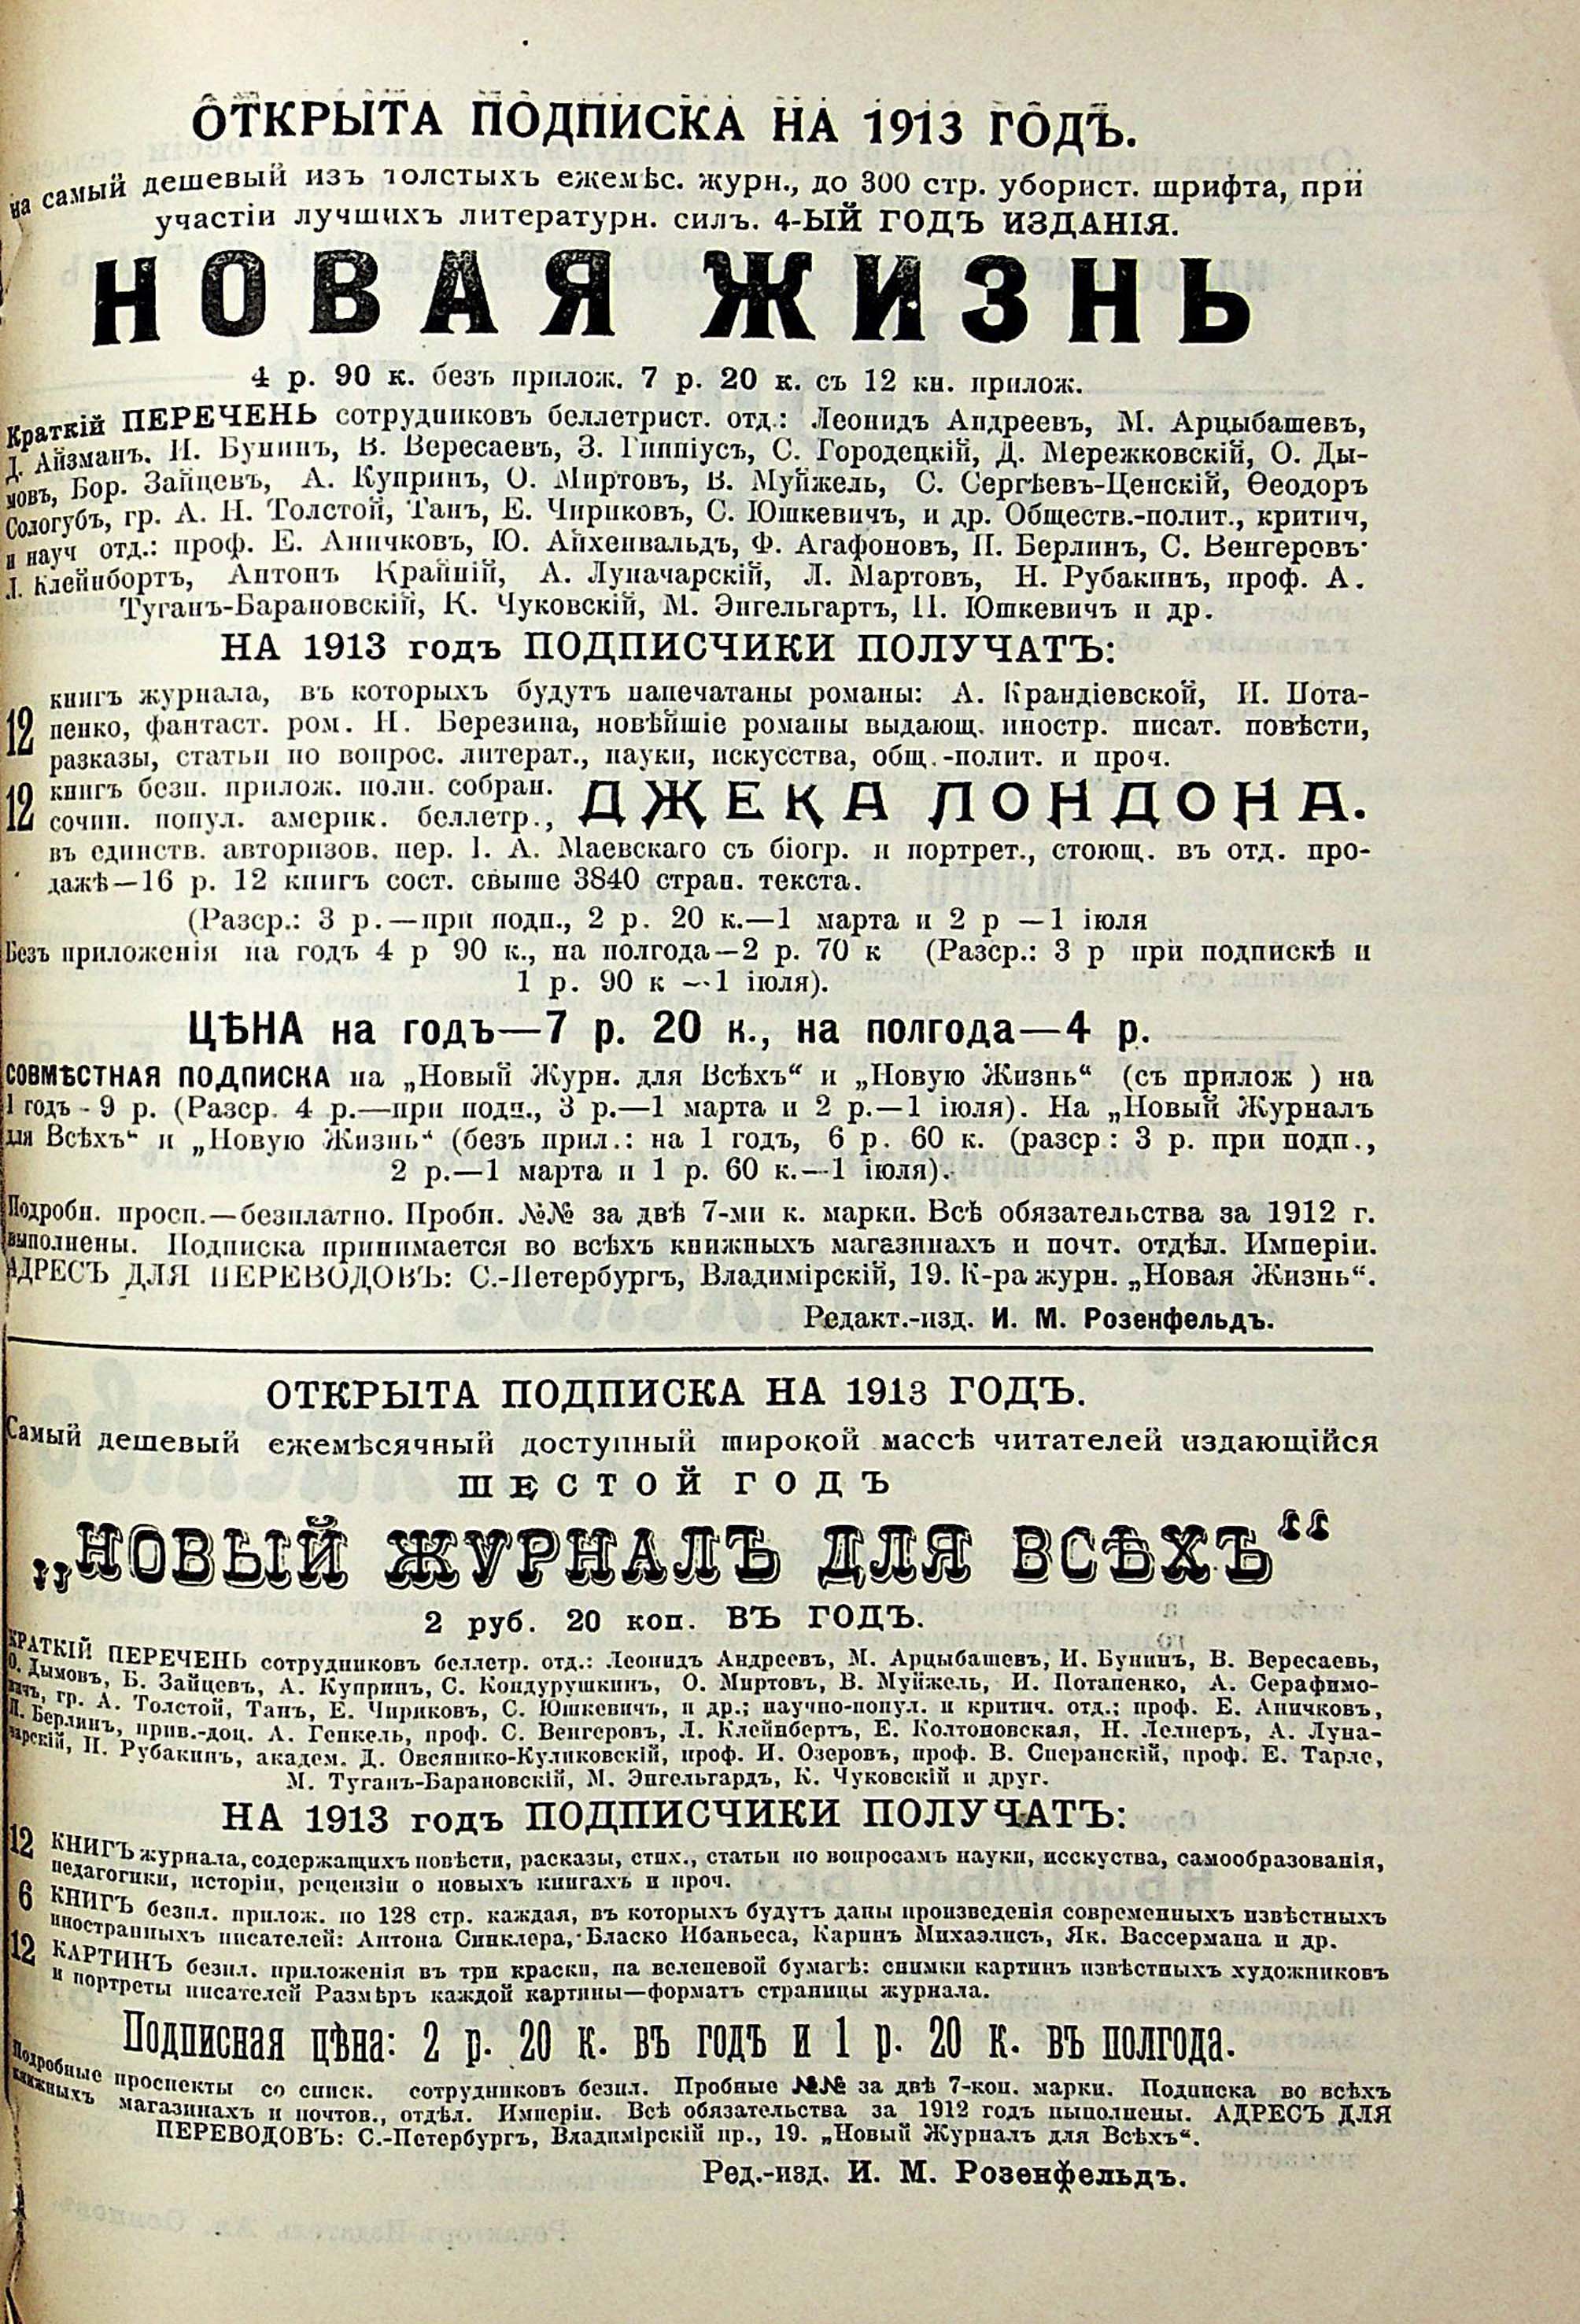 ОТКРЫТА ПОДПИСКА НА 1913 ГОДЪ.
на самый дешевый изъ толстыхъ ежемѣс. журн., до 300 стр. уборист. шрифта, при
участіи лучшихъ литературн. силъ. 4-ЫЙ ГОДЪ ИЗДАНІЯ.
НОВАЯ ЖИЗНЬ
4 р. 90 к. безъ прилож. 7 р. 20 к. съ 12 кн. прилож.
Краткій ПЕРЕЧЕНЬ сотрудниковъ беллетрист. отд.: Леонидъ Андреевъ, М. Арцыбашевъ,
Д. Айзманъ. И. Бунинъ, В. Вересаевъ, З. Гиппіусъ, С. Городецкій, Д. Мережковскій, О. Ды-
мовъ, Бор. Зайцевъ, А. Купринъ, О. Миртовъ, В. Муйжель, С. Сергѣевъ-Ценскій, Ѳеодоръ
Сологубъ, гр. А. Н. Толстой, Танъ, Е. Чириковъ, С. Юшкевичъ, и др. Обществ.-полит., критич,
и науч отд.: проф. Е. Аничковъ, Ю. Айхенвальдъ, Ф. Агафоновъ, П. Берлинъ, С. Венгеровъ·
Л. Клейнбортъ, Антонъ Крайній, А. Луначарскій, Л. Мартовъ, Н. Рубакинъ, проф. А.
Туганъ-Барановскій, К. Чуковскій, М. Энгельгартъ, П. Юшкевичъ и др.
НА 1913 годъ ПОДПИСЧИКИ ПОЛУЧАТЪ:
12 книгъ журнала, въ которыхъ будутъ напечатаны романы: А. Крандіевской, И. Пота-
пенко, фантаст. ром. Н. Березина, новѣйшіе романы выдающ. иностр. писат. повѣсти,
разказы, статьи по вопрос. литерат., науки, искусства, общ.-полит. и проч.
12 книгъ безп. прилож. полн. собран.
сочин. попул. америк. беллетр., ДЖЕКА ЛОНДОНА.
въ единств. авторизов. пер. І. А. Маевскаго съ біогр. и портрет., стоющ. въ отд. про-
дажѣ—16 р. 12 книгъ сост. свыше 3840 стран. текста.
(Разср.: 3 р.—при подп., 2 р. 20 к.—1 марта и 2 р —1 іюля
Безъ приложенія на годъ 4 р 90 к., на полгода—2 р. 70 к (Разср.: 3 р при подпискѣ и
1 р. 90 к —1 іюля).
ЦѢНА на годъ—7 р. 20 к., на полгода—4 р.
СОВМѢСТНАЯ ПОДПИСКА на „Новый Журн. для Всѣхъ“ и „Новую Жизнь“ (съ прилож ) на
1 годъ - 9 р. (Разср. 4 р.—при подп., 3 р.—1 марта и 2 р.—1 іюля). На „Новый Журналъ
для Всѣхъ“ и „Новую Жизнь“ (безъ прил.: на 1 годъ, 6 р. 60 к. (разср : 3 р. при подп.,
2 р.—1 марта и 1 р. 60 к.—1 іюля).
Подробн. просп.—безплатно. Пробн. №№ за двѣ 7-ми к. марки. Всѣ обязательства за 1912 г.
выполнены. Подписка принимается во всѣхъ книжныхъ магазинахъ и почт. отдѣл. Имперіи.
АДРЕСЪ ДЛЯ ПЕРЕВОДОВЪ: С.-Петербургъ, Владимірскій, 19. К-ра журн. „Новая Жизнь“.
Редакт.-изд. И. М. Розенфельдъ.
ОТКРЫТА ПОДПИСКА НА 1913 ГОДЪ.
Самый дешевый ежемѣсячный доступный широкой массѣ читателей издающійся
ШЕСТОЙ ГОДЪ
„НОВЫЙ ЖУРНАЛЪ ДЛЯ ВСѢХЪ“
2 руб. 20 коп. ВЪ ГОДЪ.
КРАТКІЙ ПЕРЕЧЕНЬ сотрудниковъ беллетр. отд.: Леонидъ Андреевъ, М. Арцыбашевъ, И. Бунинъ, В. Вересаевь,
О. Дымовъ, Б. Зайцевъ, А. Купринъ, С. Кондурушкинъ, О. Миртовъ, В. Муйжель, И. Потапенко, А. Серафимо-
вичъ, гр. А. Толстой, Танъ, Е. Чириковъ, С. Юшкевичъ, и др.; научно-попул. и критич. отд.; проф. Е. Аничковъ,
П. Берлинъ, прив.-доц. А. Генкель, проф. С. Венгеровъ, Л. Клейнбертъ, Е. Колтоновская, Н. Лернеръ, А. Луна-
чарскій, Н. Рубакинъ, академ. Д. Овсянико-Куликовскій, проф. И. Озеровъ, проф. В. Сперанскій, проф. Е. Тарле,
М. Туганъ-Барановскій, М. Энгельгардъ, К. Чуковскій и друг.
НА 1913 годъ ПОДПИСЧИКИ ПОЛУЧАТЪ:
12 КНИГЪ журнала, содержащихъ повѣсти, расказы, стих., статьи по вопросамъ науки, исскуства, самообразованія,
педагогики, исторіи, рецензіи о новыхъ книгахъ и проч.
6 КНИГЪ безпл. прилож. по 128 стр. каждая, въ которыхъ будутъ даны произведенія современныхъ извѣстныхъ
иностранныхъ писателей: Антона Синклера, Бласко Ибаньеса, Каринъ Михаэлисъ, Як. Вассермана и др.
12 КАРТИНЪ безпл. приложенія въ три краски, на веленевой бумагѣ: снимки картинъ извѣстныхъ художниковъ
и портреты писателей Размѣръ каждой картины—форматъ страницы журнала.
Подписная цѣна: 2 р. 20 к. въ годъ и 1 р. 20 к. въ полгода.
Подробные проспекты со списк. сотрудниковъ безпл. Пробные №№ за двѣ 7-коп. марки. Подписка во всѣхъ
книжныхъ магазинахъ и почтов., отдѣл. Имперіи. Всѣ обязательства за 1912 годъ выполнены. АДРЕСЪ ДЛЯ
ПЕРЕВОДОВЪ: С.-Петербургъ, Владимірскій пр., 19. „Новый Журналъ для Всѣхъ“.
Ред.-изд. И. М. Розенфельдъ.